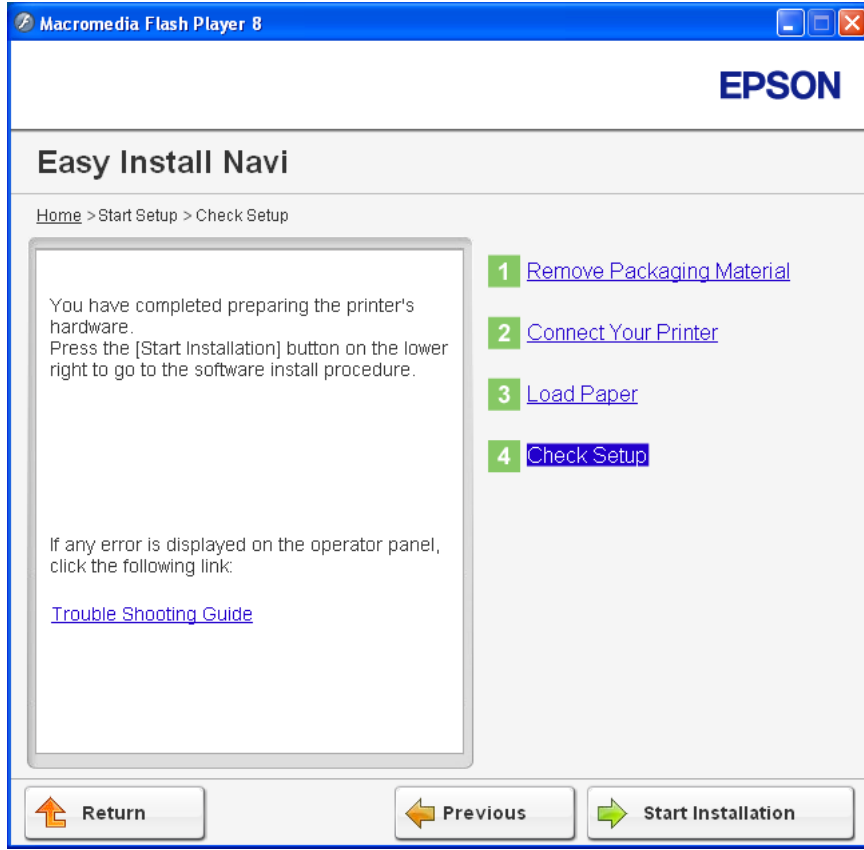 Macromedia Flash Player 8
EPSON
Easy Install Navi
Home > Start Setup > Check Setup
You have completed preparing the printer's
hardware.
Press the [Start Installation] button on the lower
right to go to the software install procedure.
If any error is displayed on the operator panel,
click the following link:
Trouble Shooting Guide
1 Remove Packaging Material
2 Connect Your Printer
3 Load Paper
4 Check Setup
Return
Previous
Start Installation